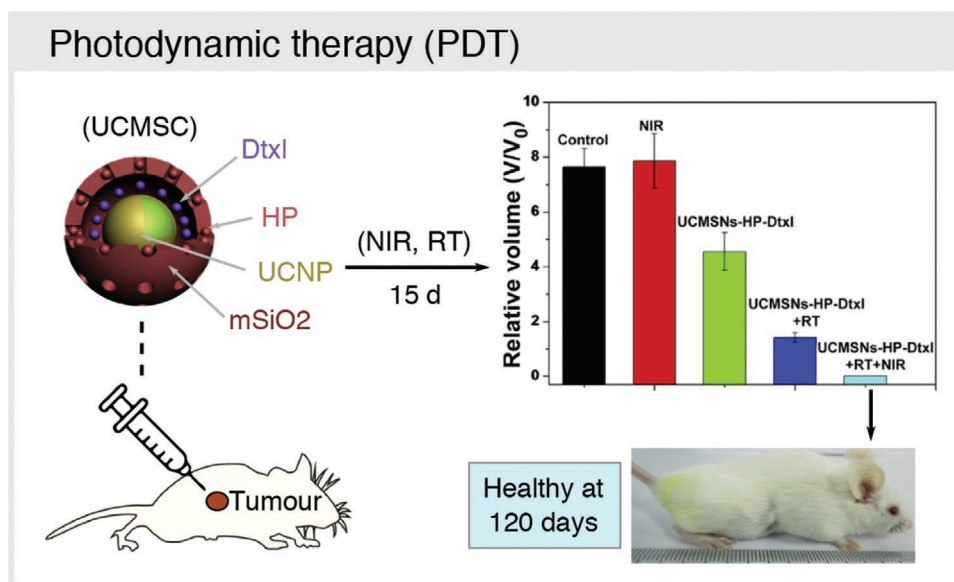 Photodynamic therapy (PDT)
(UCMSC)
Dtxl
HP
UCNP
mSiO2
Tumour
(NIR, RT)
15 d
Relative volume (V/V₀)
10
8
6
4
2
0
Control
NIR
UCMSNs-HP-Dtxl
UCMSNs-HP-Dtxl
+RT
UCMSNs-HP-Dtxl
+RT+NIR
Healthy at
120 days